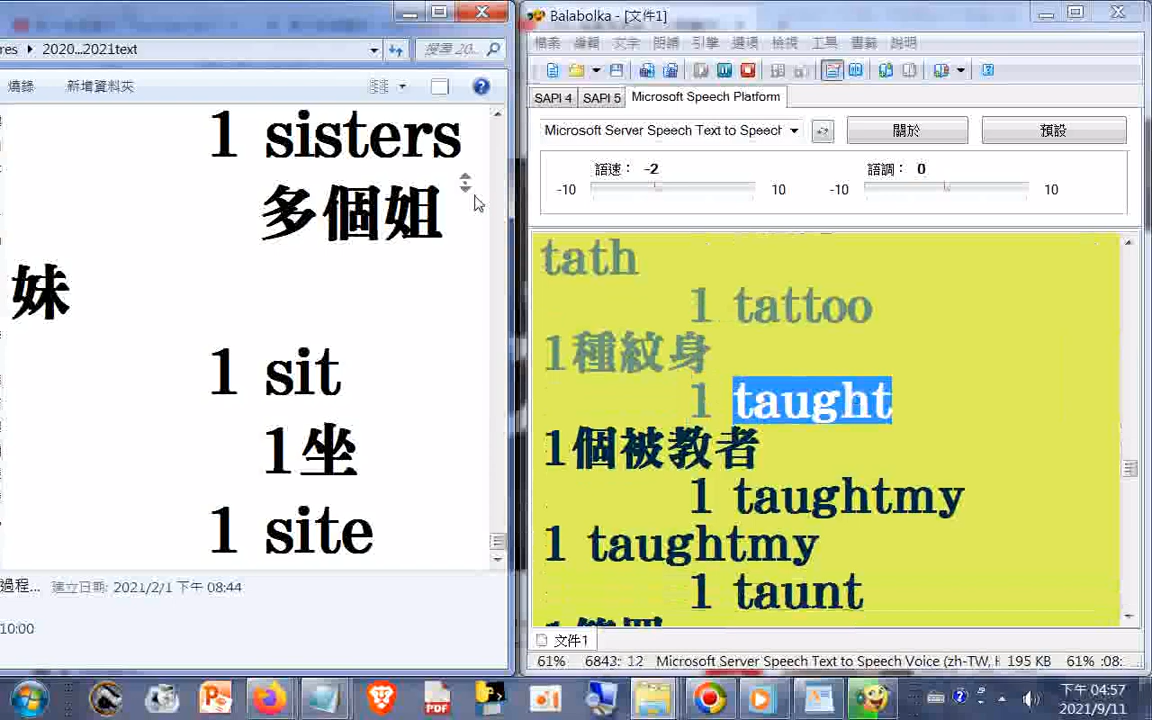 res ▸ 2020...2021text
搜尋 20...
燒錄 新增資料夾
1 sisters
多個姐
妹
1 sit
1坐
1 site
過程... 建立日期: 2021/2/1 下午 08:44
10:00
Balabolka - [文件1]
檔案 編輯 文字 朗讀 引擎 選項 檢視 工具 書籤 說明
SAPI 4 SAPI 5 Microsoft Speech Platform
Microsoft Server Speech Text to Speech 關於 預設
語速： -2 語調： 0
-10 10 -10 10
tath
1 tattoo
1種紋身
1 taught
1個被教者
1 taughtmy
1 taughtmy
1 taunt
文件1
61% 6843: 12 Microsoft Server Speech Text to Speech Voice (zh-TW, 195 KB 61% :08:
PDF
下午 04:57
2021/9/11